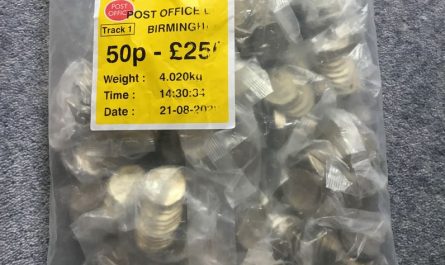 POST OFFICE
POST OFFICE
Track 1
BIRMINGH
50p - £25
Weight : 4.020kg
Time : 14:30:34
Date : 21-08-20